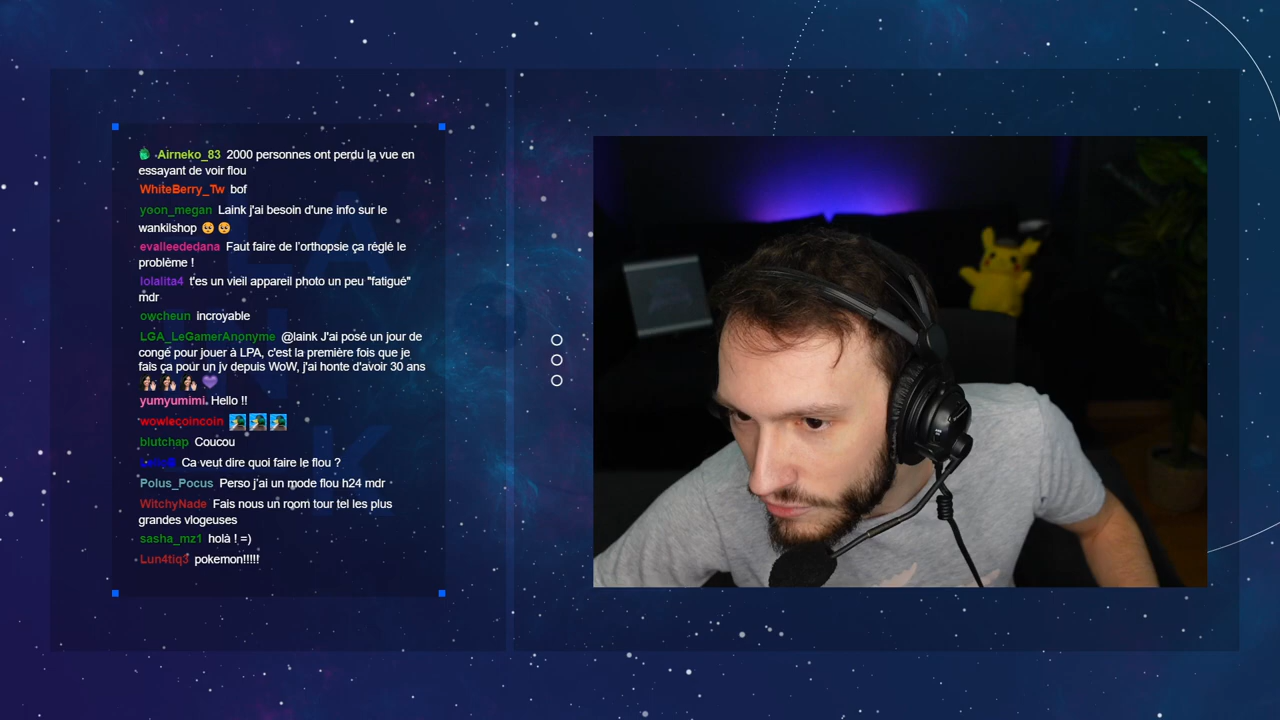 Airneko_83 2000 personnes ont perdu la vue en
essayant de voir flou
WhiteBerry_Tw bof
yoon_megan Laink j'ai besoin d'une info sur le
wankilshop
evalleededana Faut faire de l'orthopsie ça réglé le
problème !
lolalita4 t'es un vieil appareil photo un peu "fatigué"
mdr
owcheun incroyable
LGA_LeGamerAnonyme @laink J'ai posé un jour de
congé pour jouer à LPA, c'est la première fois que je
fais ça pour un jv depuis WoW, j'ai honte d'avoir 30 ans
yumyumimi. Hello !!
wowlecoincoin
blutchap Coucou
Ca veut dire quoi faire le flou ?
Polus_Pocus Perso j'ai un mode flou h24 mdr
WitchyNade Fais nous un room tour tel les plus
grandes vlogeuses
sasha_mz1 holà ! =)
Lun4tiq3 pokemon!!!!!